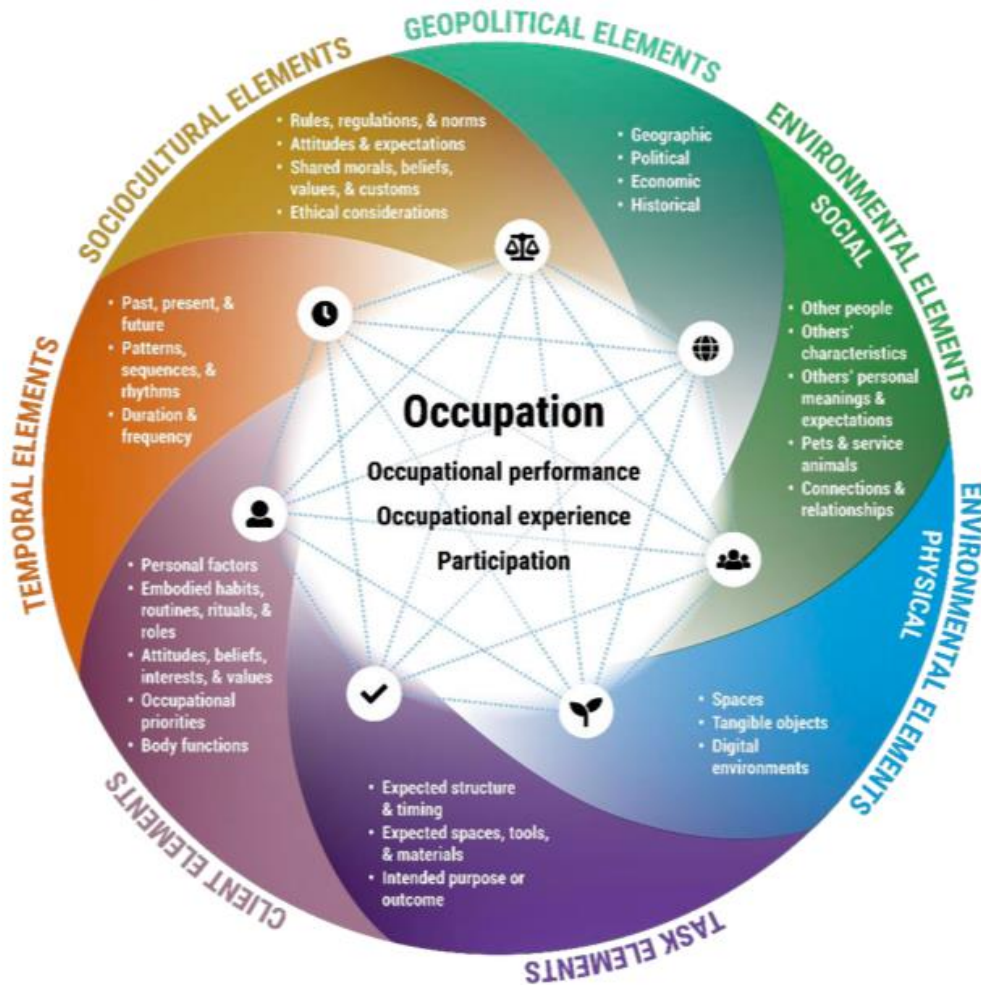 GEOPOLITICAL ELEMENTS
• Geographic
• Political
• Economic
• Historical
ENVIRONMENTAL ELEMENTS
SOCIAL
• Other people
• Others'
characteristics
• Others' personal
meanings &
expectations
• Pets & service
animals
• Connections &
relationships
ENVIRONMENTAL ELEMENTS
PHYSICAL
• Spaces
• Tangible objects
• Digital
environments
TASK ELEMENTS
• Expected structure
& timing
• Expected spaces, tools,
& materials
• Intended purpose or
outcome
CLIENT ELEMENTS
• Personal factors
• Embodied habits,
routines, rituals, &
roles
• Attitudes, beliefs,
interests, & values
• Occupational
priorities
• Body functions
TEMPORAL ELEMENTS
• Past, present, &
future
• Patterns,
sequences, &
rhythms
• Duration &
frequency
SOCIOCULTURAL ELEMENTS
• Rules, regulations, & norms
• Attitudes & expectations
• Shared morals, beliefs,
values, & customs
• Ethical considerations
Occupation
Occupational performance
Occupational experience
Participation